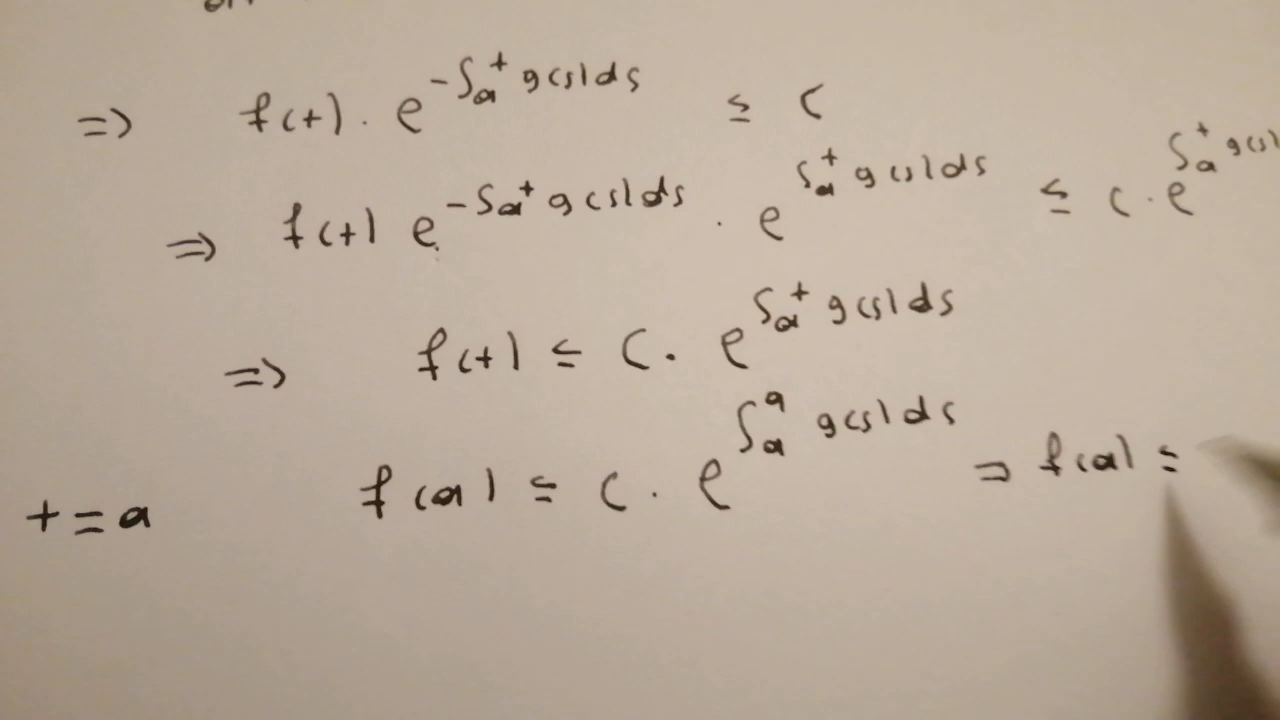 => f(t) · e^{-∫_a^t g(s)ds} ≤ c
=> f(t) e^{-∫_a^t g(s)ds} · e^{∫_a^t g(s)ds} ≤ c · e^{∫_a^t g(s)
=> f(t) ≤ c · e^{∫_a^t g(s)ds}
t = a f(a) ≤ c · e^{∫_a^a g(s)ds} => f(a) ≤